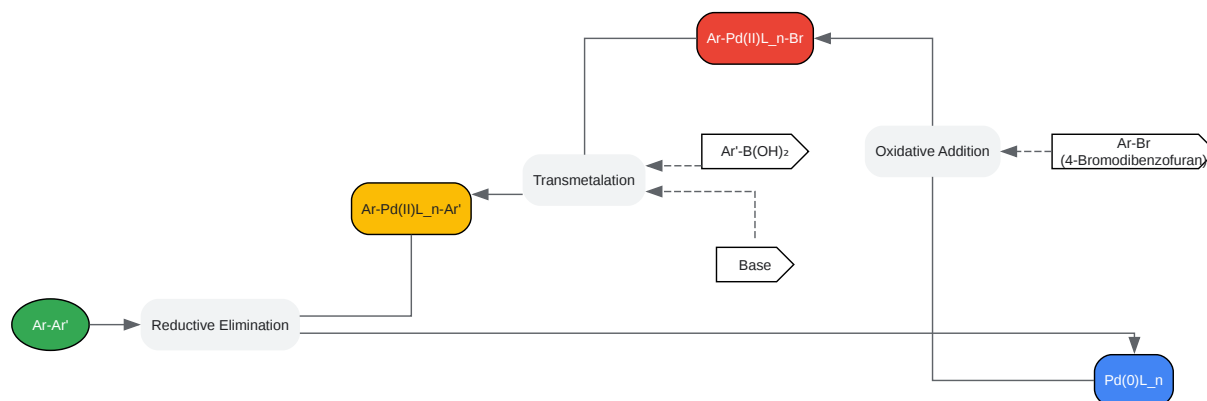 Ar-Pd(II)L_n-Br
Ar'-B(OH)₂
Oxidative Addition
Ar-Br
(4-Bromodibenzofuran)
Transmetalation
Ar-Pd(II)L_n-Ar'
Base
Ar-Ar'
Reductive Elimination
Pd(0)L_n